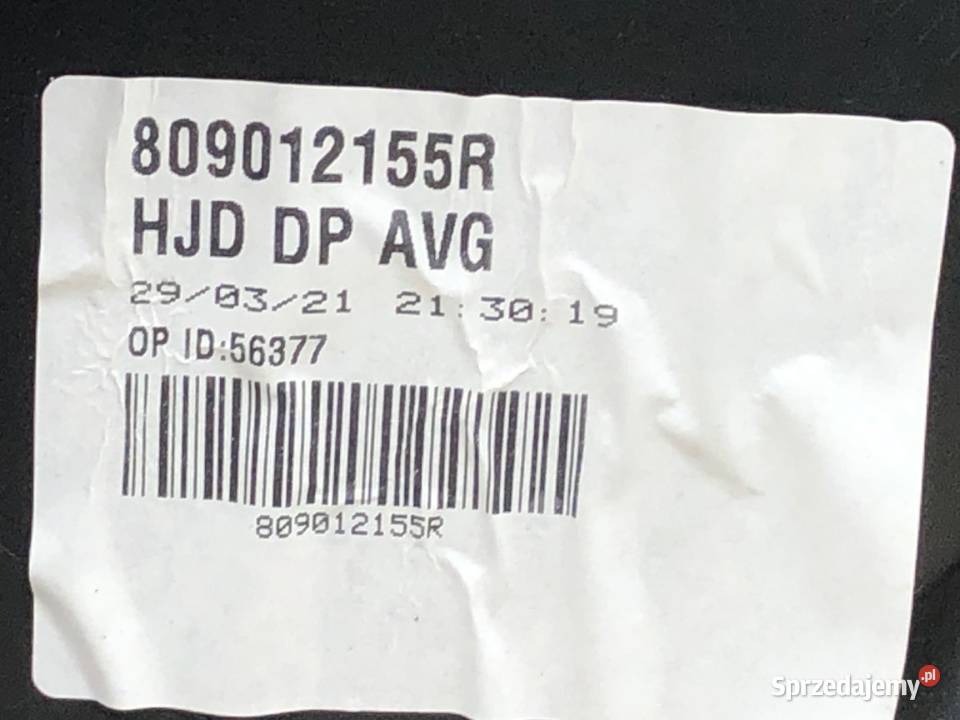 809012155R
HJD DP AVG
29/03/21 21:30:19
OP ID:56377
809012155R
Sprzedajemy.pl